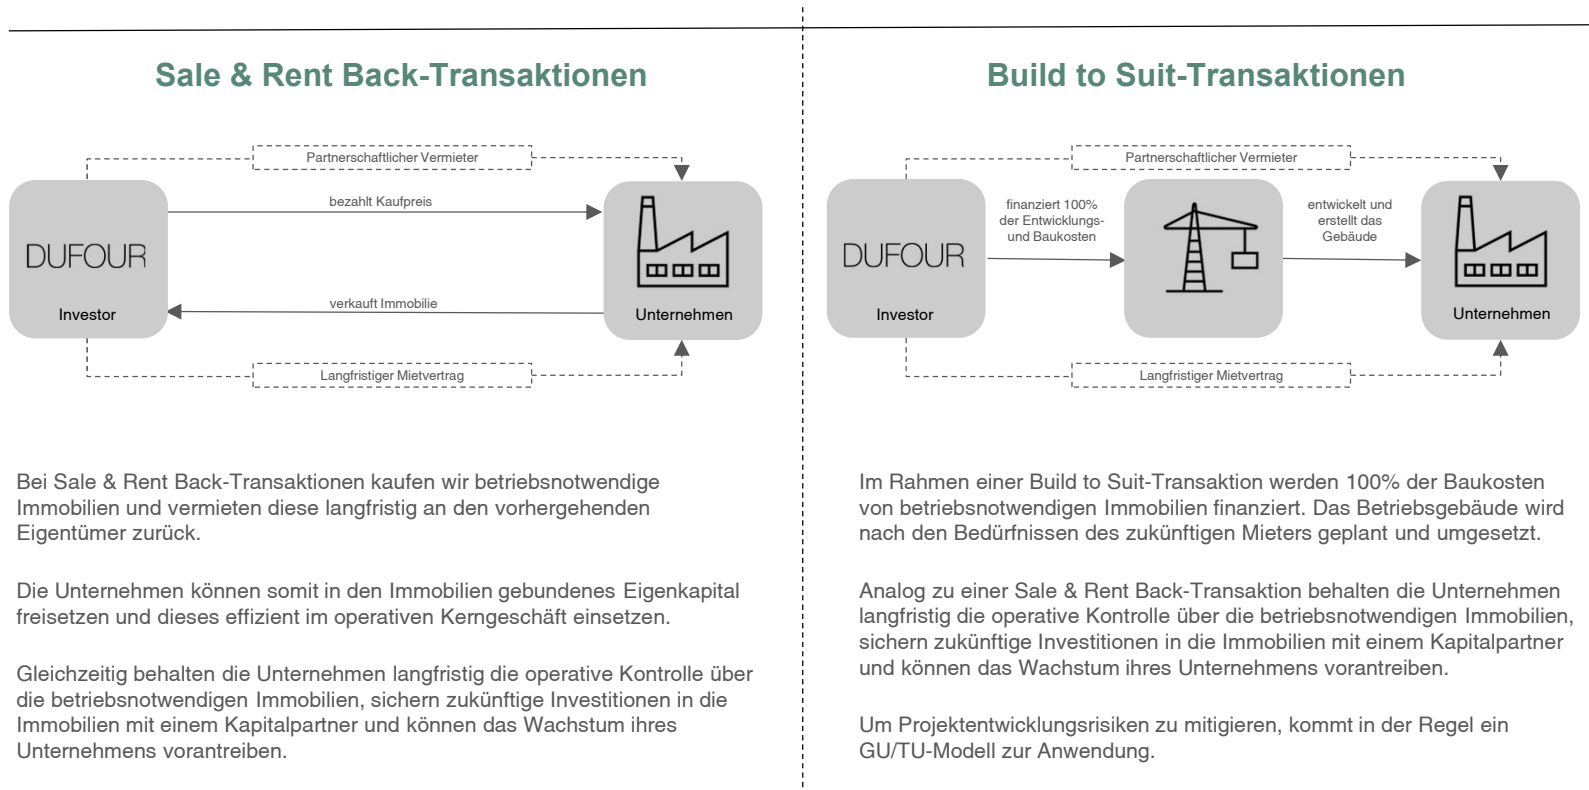 Sale & Rent Back-Transaktionen
Partnerschaftlicher Vermieter
bezahlt Kaufpreis
DUFOUR
verkauft Immobilie
Investor
Unternehmen
Langfristiger Mietvertrag
Bei Sale & Rent Back-Transaktionen kaufen wir betriebsnotwendige
Immobilien und vermieten diese langfristig an den vorhergehenden
Eigentümer zurück.
Die Unternehmen können somit in den Immobilien gebundenes Eigenkapital
freisetzen und dieses effizient im operativen Kerngeschäft einsetzen.
Gleichzeitig behalten die Unternehmen langfristig die operative Kontrolle über
die betriebsnotwendigen Immobilien, sichern zukünftige Investitionen in die
Immobilien mit einem Kapitalpartner und können das Wachstum ihres
Unternehmens vorantreiben.
Build to Suit-Transaktionen
Partnerschaftlicher Vermieter
finanziert 100%
der Entwicklungs-
und Baukosten
entwickelt und
erstellt das
Gebäude
DUFOUR
Investor
Unternehmen
Langfristiger Mietvertrag
Im Rahmen einer Build to Suit-Transaktion werden 100% der Baukosten
von betriebsnotwendigen Immobilien finanziert. Das Betriebsgebäude wird
nach den Bedürfnissen des zukünftigen Mieters geplant und umgesetzt.
Analog zu einer Sale & Rent Back-Transaktion behalten die Unternehmen
langfristig die operative Kontrolle über die betriebsnotwendigen Immobilien,
sichern zukünftige Investitionen in die Immobilien mit einem Kapitalpartner
und können das Wachstum ihres Unternehmens vorantreiben.
Um Projektentwicklungsrisiken zu mitigieren, kommt in der Regel ein
GU/TU-Modell zur Anwendung.